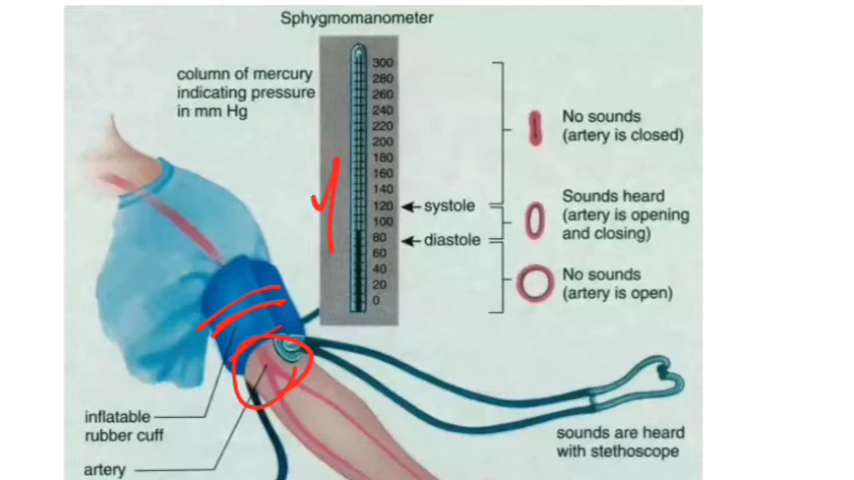 Sphygmomanometer
column of mercury
indicating pressure
in mm Hg
300
280
260
240
220
200
180
160
140
120
100
80
60
40
20
0
systole
diastole
No sounds
(artery is closed)
Sounds heard
(artery is opening
and closing)
No sounds
(artery is open)
inflatable
rubber cuff
artery
sounds are heard
with stethoscope